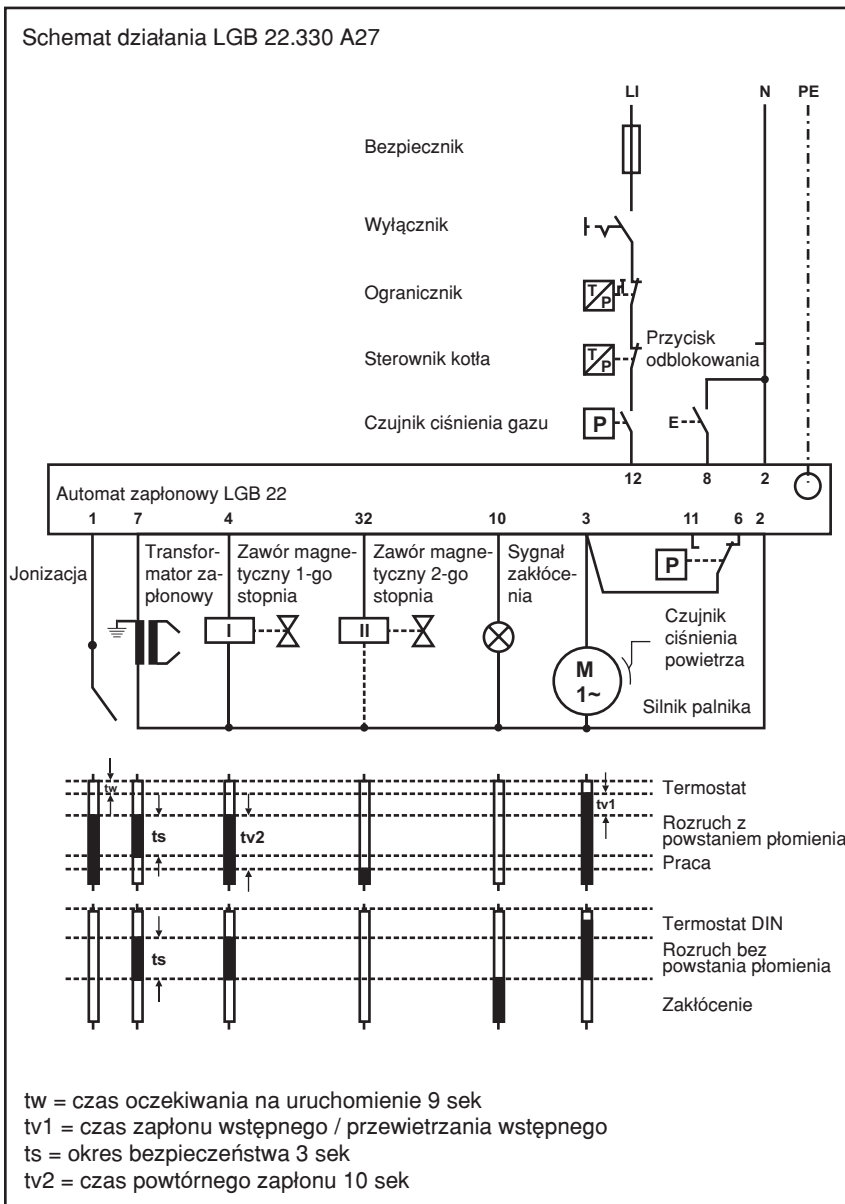 Schemat działania LGB 22.330 A27
LI N PE
Bezpiecznik
Wyłącznik
Ogranicznik
T/P
Sterownik kotła
T/P
Przycisk
odblokowania
Czujnik ciśnienia gazu
P
E
12 8 2
Automat zapłonowy LGB 22
1 7 4 32 10 3 11 6 2
Jonizacja
Transfor-
mator za-
płonowy
Zawór magne-
tyczny 1-go
stopnia
Zawór magne-
tyczny 2-go
stopnia
Sygnał
zakłóce-
nia
P
I
II
M
1~
Czujnik
ciśnienia
powietrza
Silnik palnika
tw
ts
tv2
tv1
Termostat
Rozruch z
powstaniem płomienia
Praca
ts
Termostat DIN
Rozruch bez
powstania płomienia
Zakłócenie
tw = czas oczekiwania na uruchomienie 9 sek
tv1 = czas zapłonu wstępnego / przewietrzania wstępnego
ts = okres bezpieczeństwa 3 sek
tv2 = czas powtórnego zapłonu 10 sek